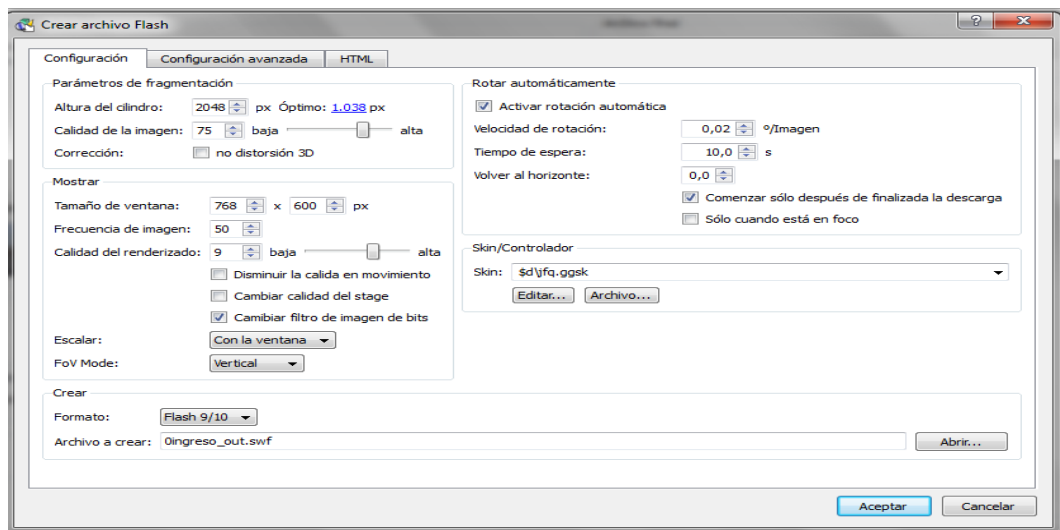 Crear archivo Flash
Configuración Configuración avanzada HTML
Parámetros de fragmentación
Altura del cilindro: 2048 px Óptimo: 1.038 px
Calidad de la imagen: 75 baja alta
Corrección: no distorsión 3D
Mostrar
Tamaño de ventana: 768 x 600 px
Frecuencia de imagen: 50
Calidad del renderizado: 9 baja alta
Disminuir la calida en movimiento
Cambiar calidad del stage
Camibiar filtro de imagen de bits
Escalar: Con la ventana
FoV Mode: Vertical
Rotar automáticamente
Activar rotación automática
Velocidad de rotación: 0,02 º/Imagen
Tiempo de espera: 10,0 s
Volver al horizonte: 0,0
Comenzar sólo después de finalizada la descarga
Sólo cuando está en foco
Skin/Controlador
Skin: $d\jfq.ggsk
Editar... Archivo...
Crear
Formato: Flash 9/10
Archivo a crear: 0ingreso_out.swf Abrir...
Aceptar Cancelar